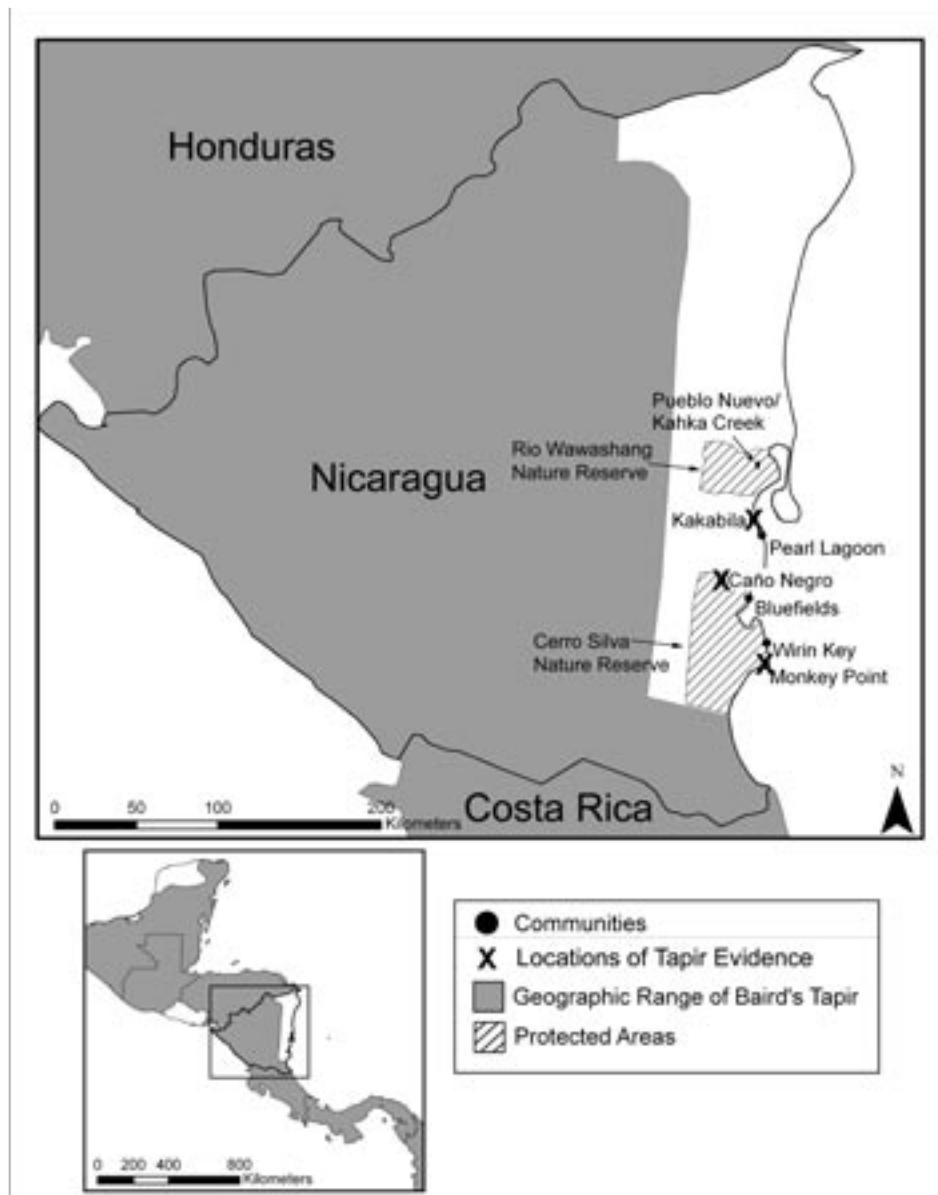 Honduras
Pueblo Nuevo/
Kahka Creek
Rio Wawashang
Nature Reserve
Nicaragua
Kakabila
Pearl Lagoon
Caño Negro
Bluefields
Cerro Silva
Nature Reserve
Wirin Key
Monkey Point
N
Costa Rica
0 50 100 200
Kilometers
Communities
X Locations of Tapir Evidence
Geographic Range of Baird's Tapir
Protected Areas
0 200 400 800
Kilometers